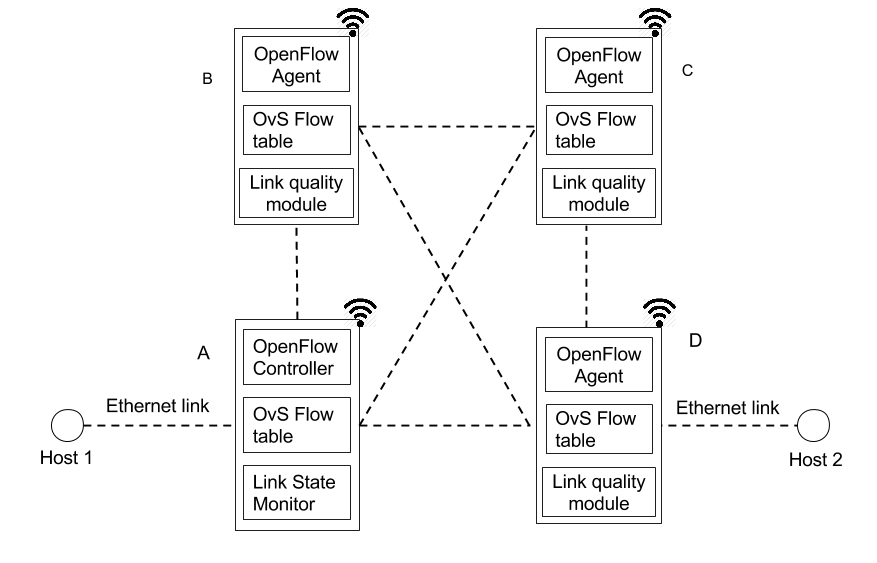 B
OpenFlow
Agent
OvS Flow
table
Link quality
module
C
OpenFlow
Agent
OvS Flow
table
Link quality
module
A
OpenFlow
Controller
OvS Flow
table
Link State
Monitor
D
OpenFlow
Agent
OvS Flow
table
Link quality
module
Ethernet link
Host 1
Ethernet link
Host 2